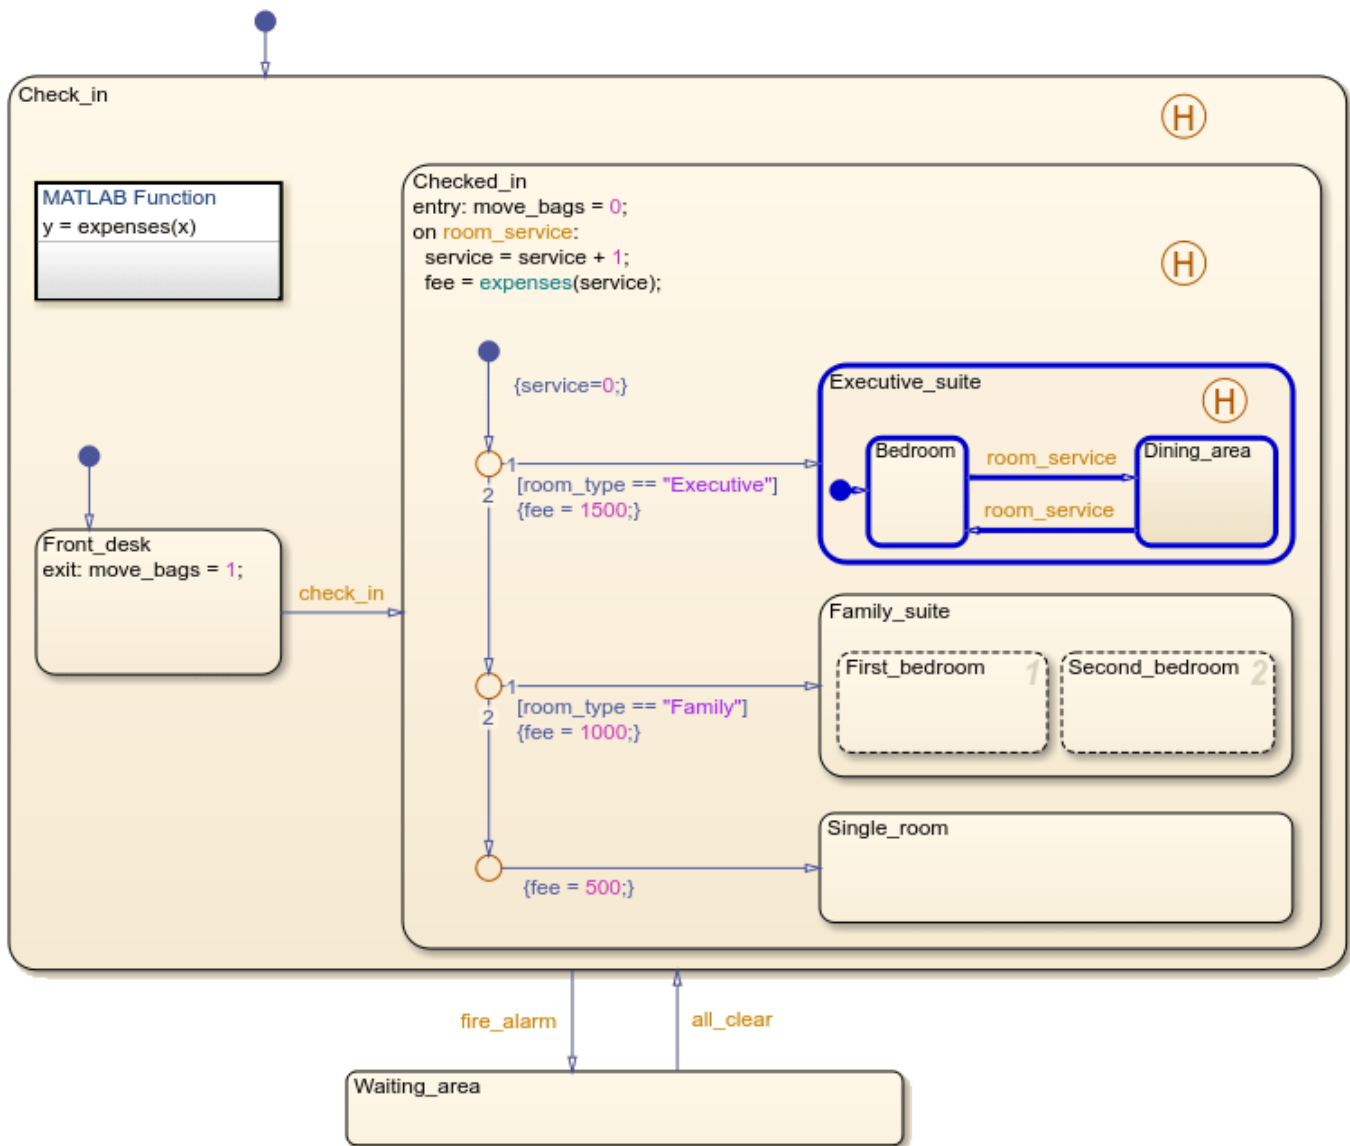 Check_in
H
MATLAB Function
y = expenses(x)
Checked_in
entry: move_bags = 0;
on room_service:
service = service + 1;
fee = expenses(service);
H
{service=0;}
Executive_suite
H
Bedroom
room_service
Dining_area
room_service
1
2
[room_type == "Executive"]
{fee = 1500;}
Front_desk
exit: move_bags = 1;
check_in
Family_suite
First_bedroom
1
Second_bedroom
2
1
2
[room_type == "Family"]
{fee = 1000;}
Single_room
{fee = 500;}
fire_alarm
all_clear
Waiting_area